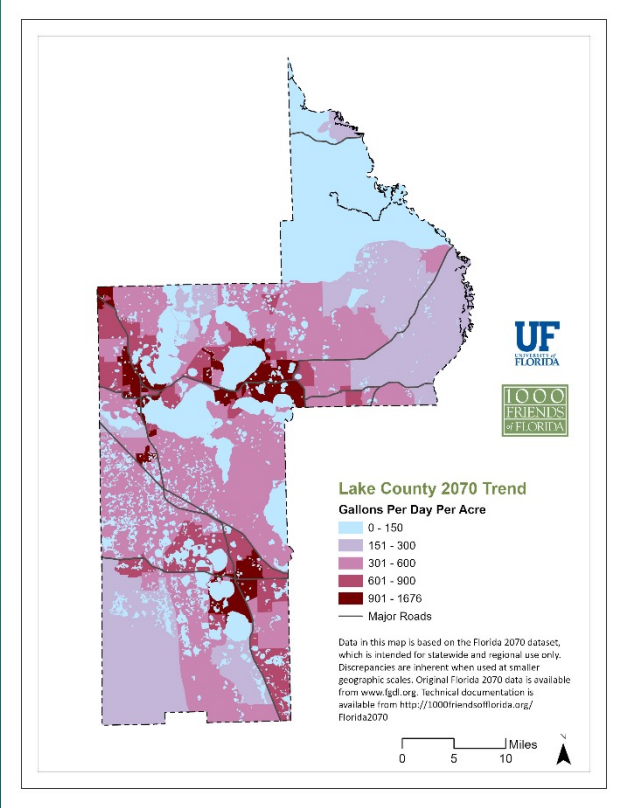 UF
UNIVERSITY of
FLORIDA
1000
FRIENDS
of FLORIDA
Lake County 2070 Trend
Gallons Per Day Per Acre
0 - 150
151 - 300
301 - 600
601 - 900
901 - 1676
Major Roads
Data in this map is based on the Florida 2070 dataset,
which is intended for statewide and regional use only.
Discrepancies are inherent when used at smaller
geographic scales. Original Florida 2070 data is available
from www.fgdl.org. Technical documentation is
available from http://1000friendsofflorida.org/
Florida2070
Miles
0 5 10
N